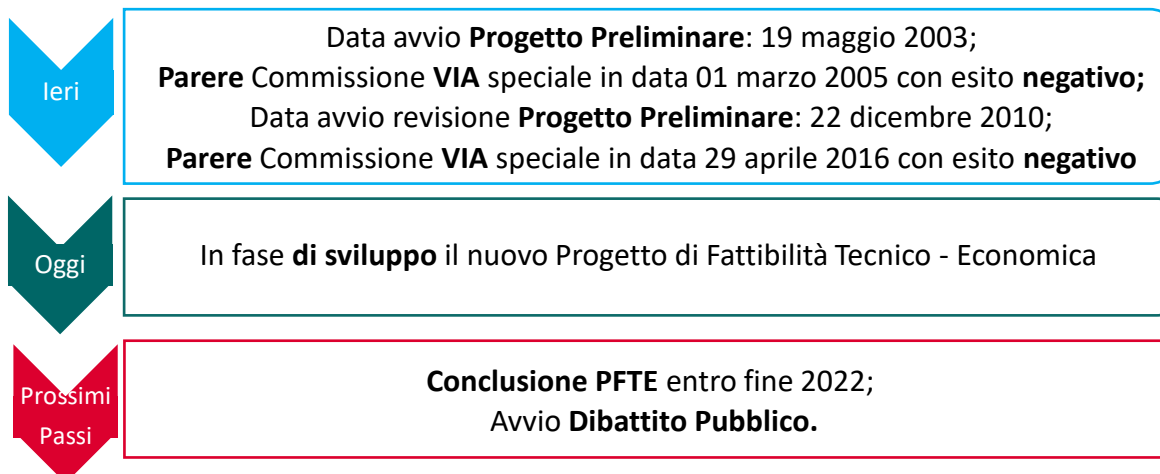 Ieri
Data avvio Progetto Preliminare: 19 maggio 2003;
Parere Commissione VIA speciale in data 01 marzo 2005 con esito negativo;
Data avvio revisione Progetto Preliminare: 22 dicembre 2010;
Parere Commissione VIA speciale in data 29 aprile 2016 con esito negativo
Oggi
In fase di sviluppo il nuovo Progetto di Fattibilità Tecnico - Economica
Prossimi
Passi
Conclusione PFTE entro fine 2022;
Avvio Dibattito Pubblico.